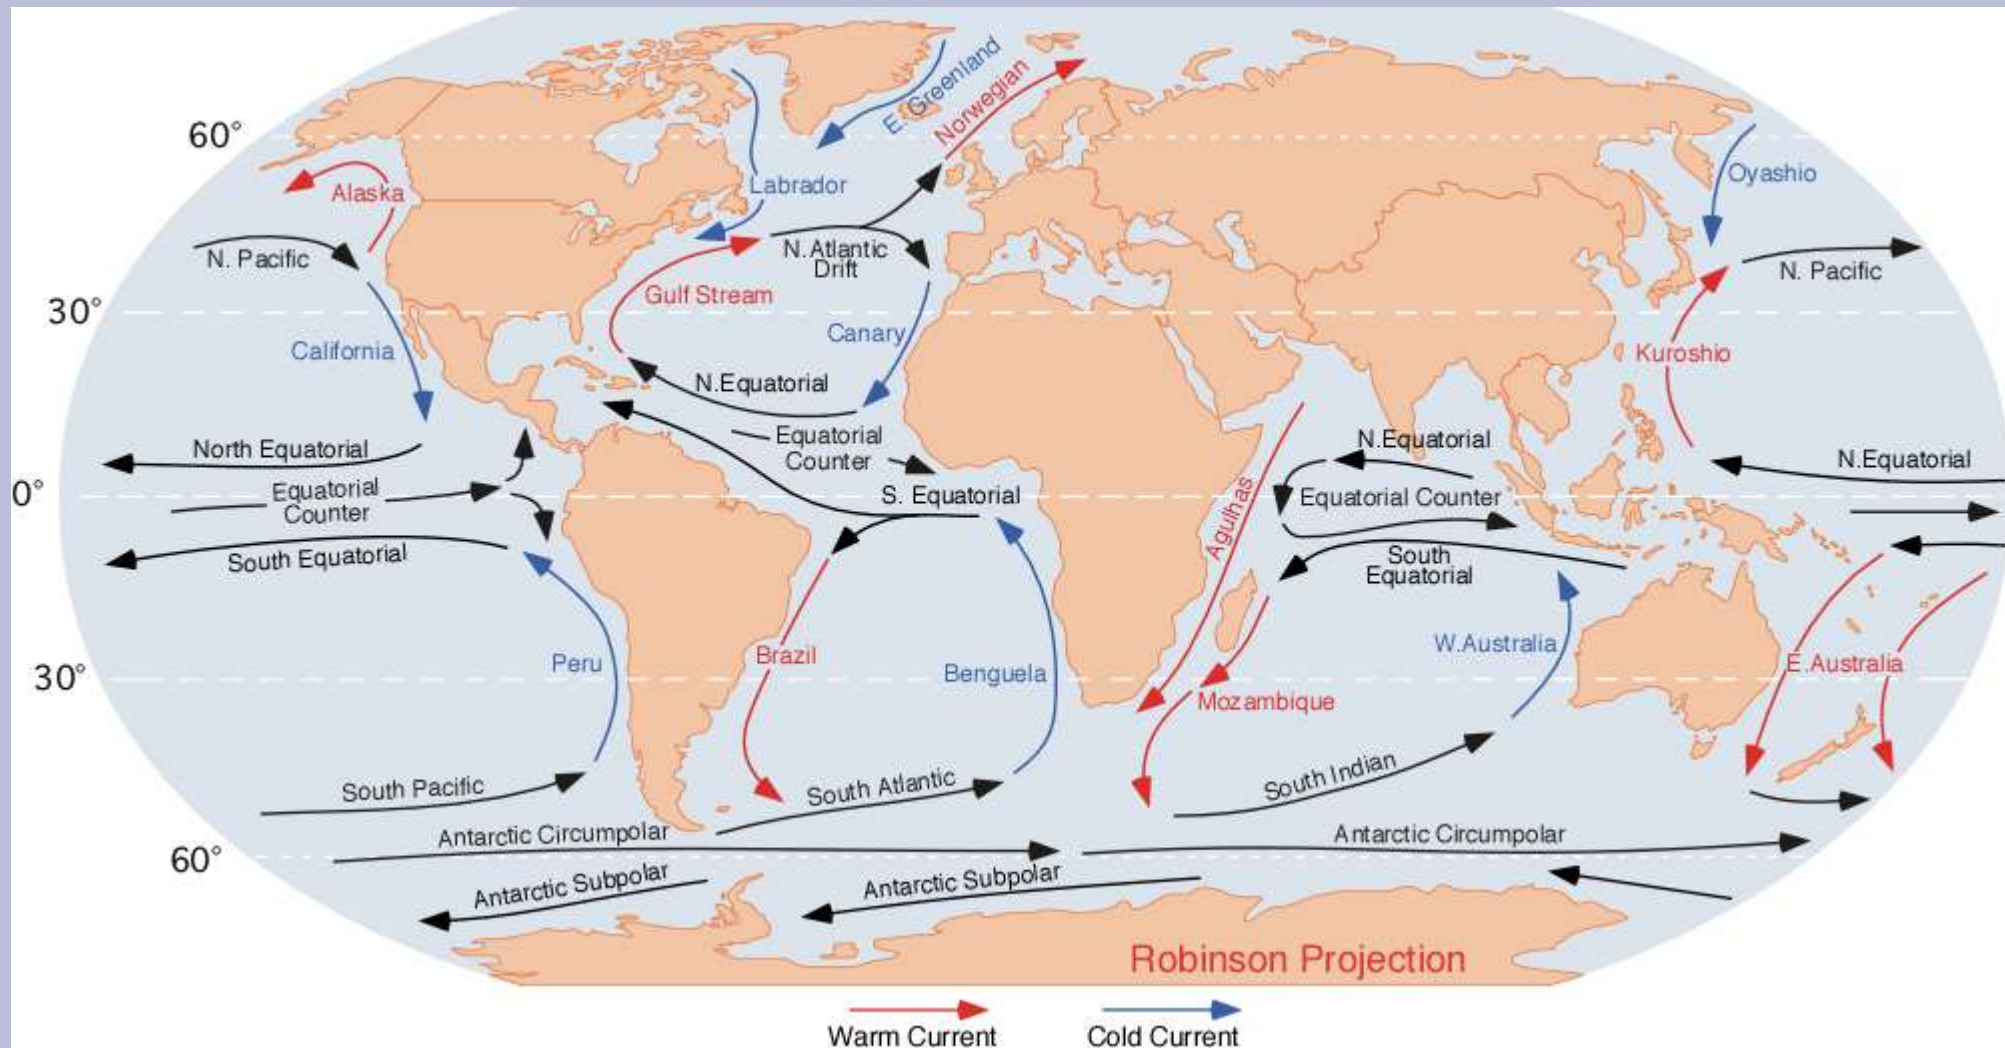 E. Greenland
Norwegian
60°
Labrador
Oyashio
Alaska
N. Pacific
N. Atlantic
Drift
N. Pacific
Gulf Stream
30°
Canary
California
Kuroshio
N.Equatorial
North Equatorial
Equatorial
Counter
N.Equatorial
N.Equatorial
0°
Equatorial
Counter
S. Equatorial
Equatorial Counter
Agulhas
South Equatorial
South
Equatorial
Peru
Brazil
Benguela
W.Australia
E.Australia
30°
Mozambique
South Pacific
South Atlantic
South Indian
Antarctic Circumpolar
Antarctic Circumpolar
60°
Antarctic Subpolar
Antarctic Subpolar
Robinson Projection
Warm Current
Cold Current